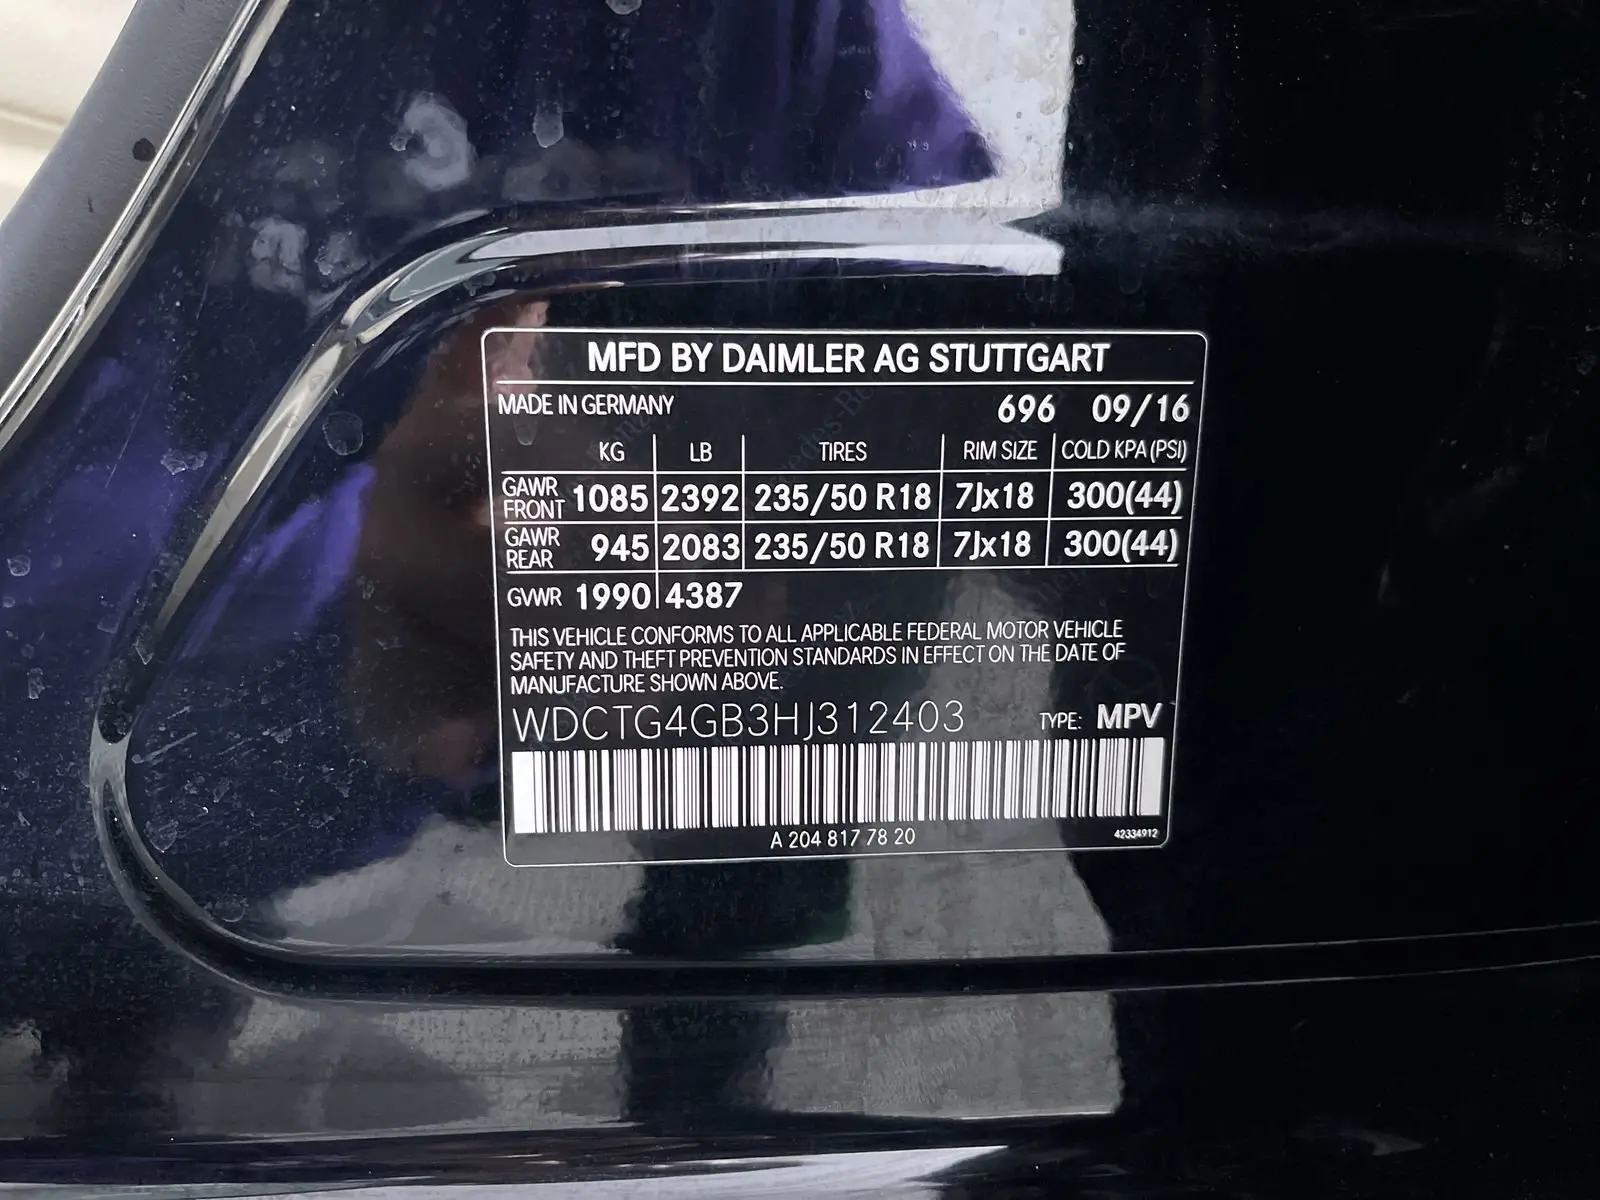 MFD BY DAIMLER AG STUTTGART
MADE IN GERMANY 696 09/16
KG LB TIRES RIM SIZE COLD KPA (PSI)
GAWR FRONT 1085 2392 235/50 R18 7Jx18 300(44)
GAWR REAR 945 2083 235/50 R18 7Jx18 300(44)
GVWR 1990 4387
THIS VEHICLE CONFORMS TO ALL APPLICABLE FEDERAL MOTOR VEHICLE
SAFETY AND THEFT PREVENTION STANDARDS IN EFFECT ON THE DATE OF
MANUFACTURE SHOWN ABOVE.
WDCTG4GB3HJ312403 TYPE: MPV
A 204 817 78 20 42334912